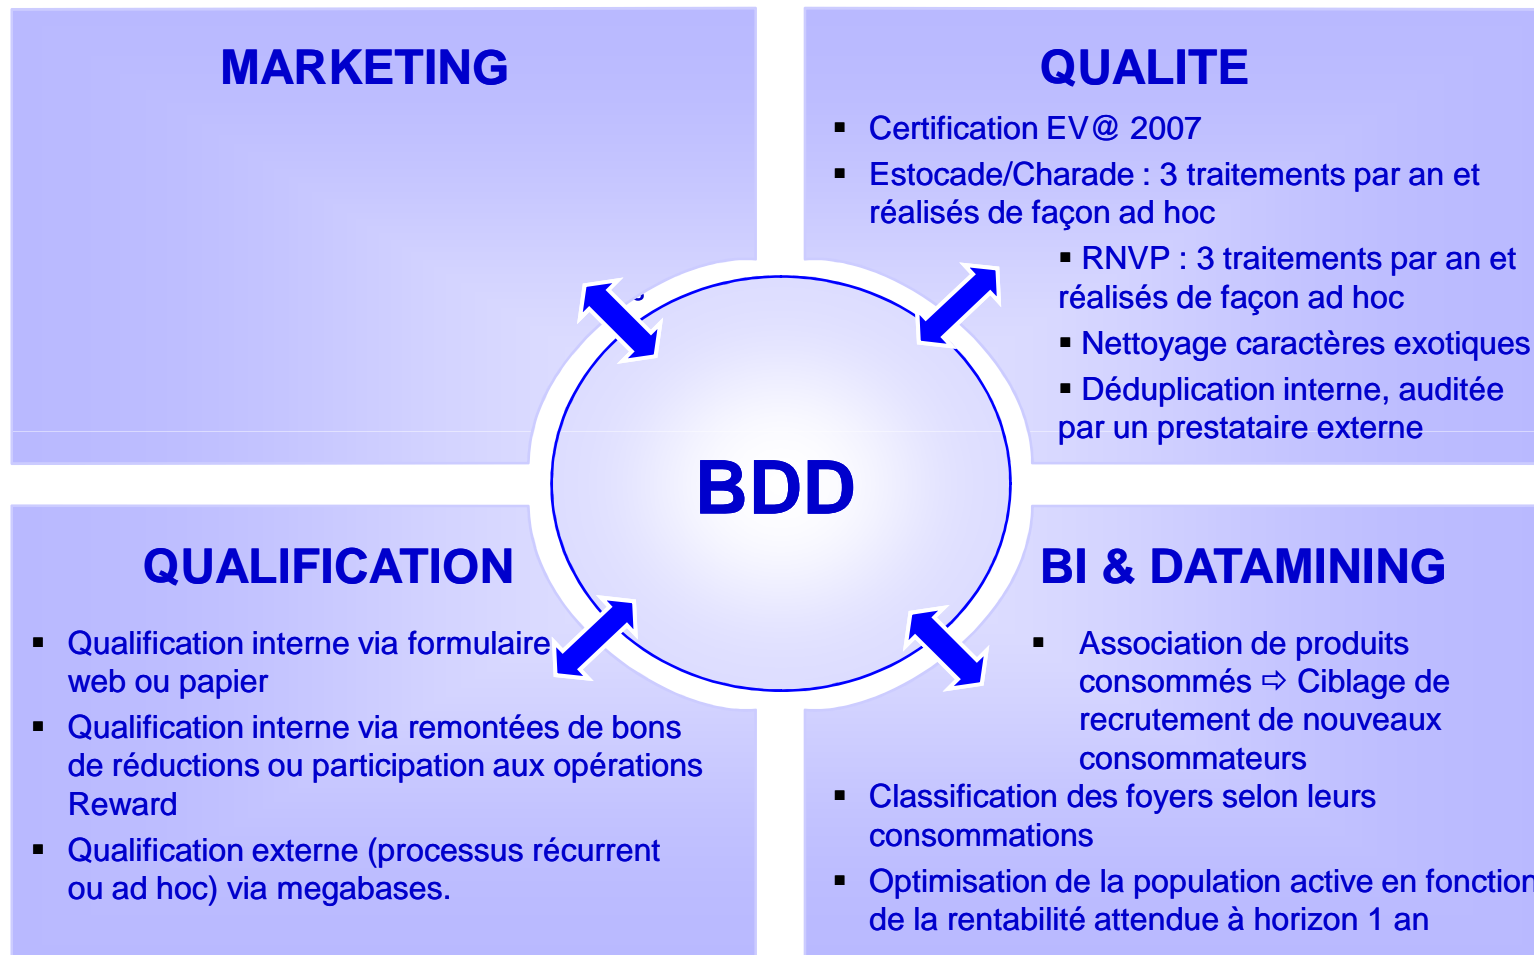 MARKETING
QUALITE
▪ Certification EV@ 2007
▪ Estocade/Charade : 3 traitements par an et
réalisés de façon ad hoc
▪ RNVP : 3 traitements par an et
réalisés de façon ad hoc
▪ Nettoyage caractères exotiques
▪ Déduplication interne, auditée
par un prestataire externe
BDD
QUALIFICATION
▪ Qualification interne via formulaire
web ou papier
▪ Qualification interne via remontées de bons
de réductions ou participation aux opérations
Reward
▪ Qualification externe (processus récurrent
ou ad hoc) via megabases.
BI & DATAMINING
▪ Association de produits
consommés ⇨ Ciblage de
recrutement de nouveaux
consommateurs
▪ Classification des foyers selon leurs
consommations
▪ Optimisation de la population active en fonction
de la rentabilité attendue à horizon 1 an